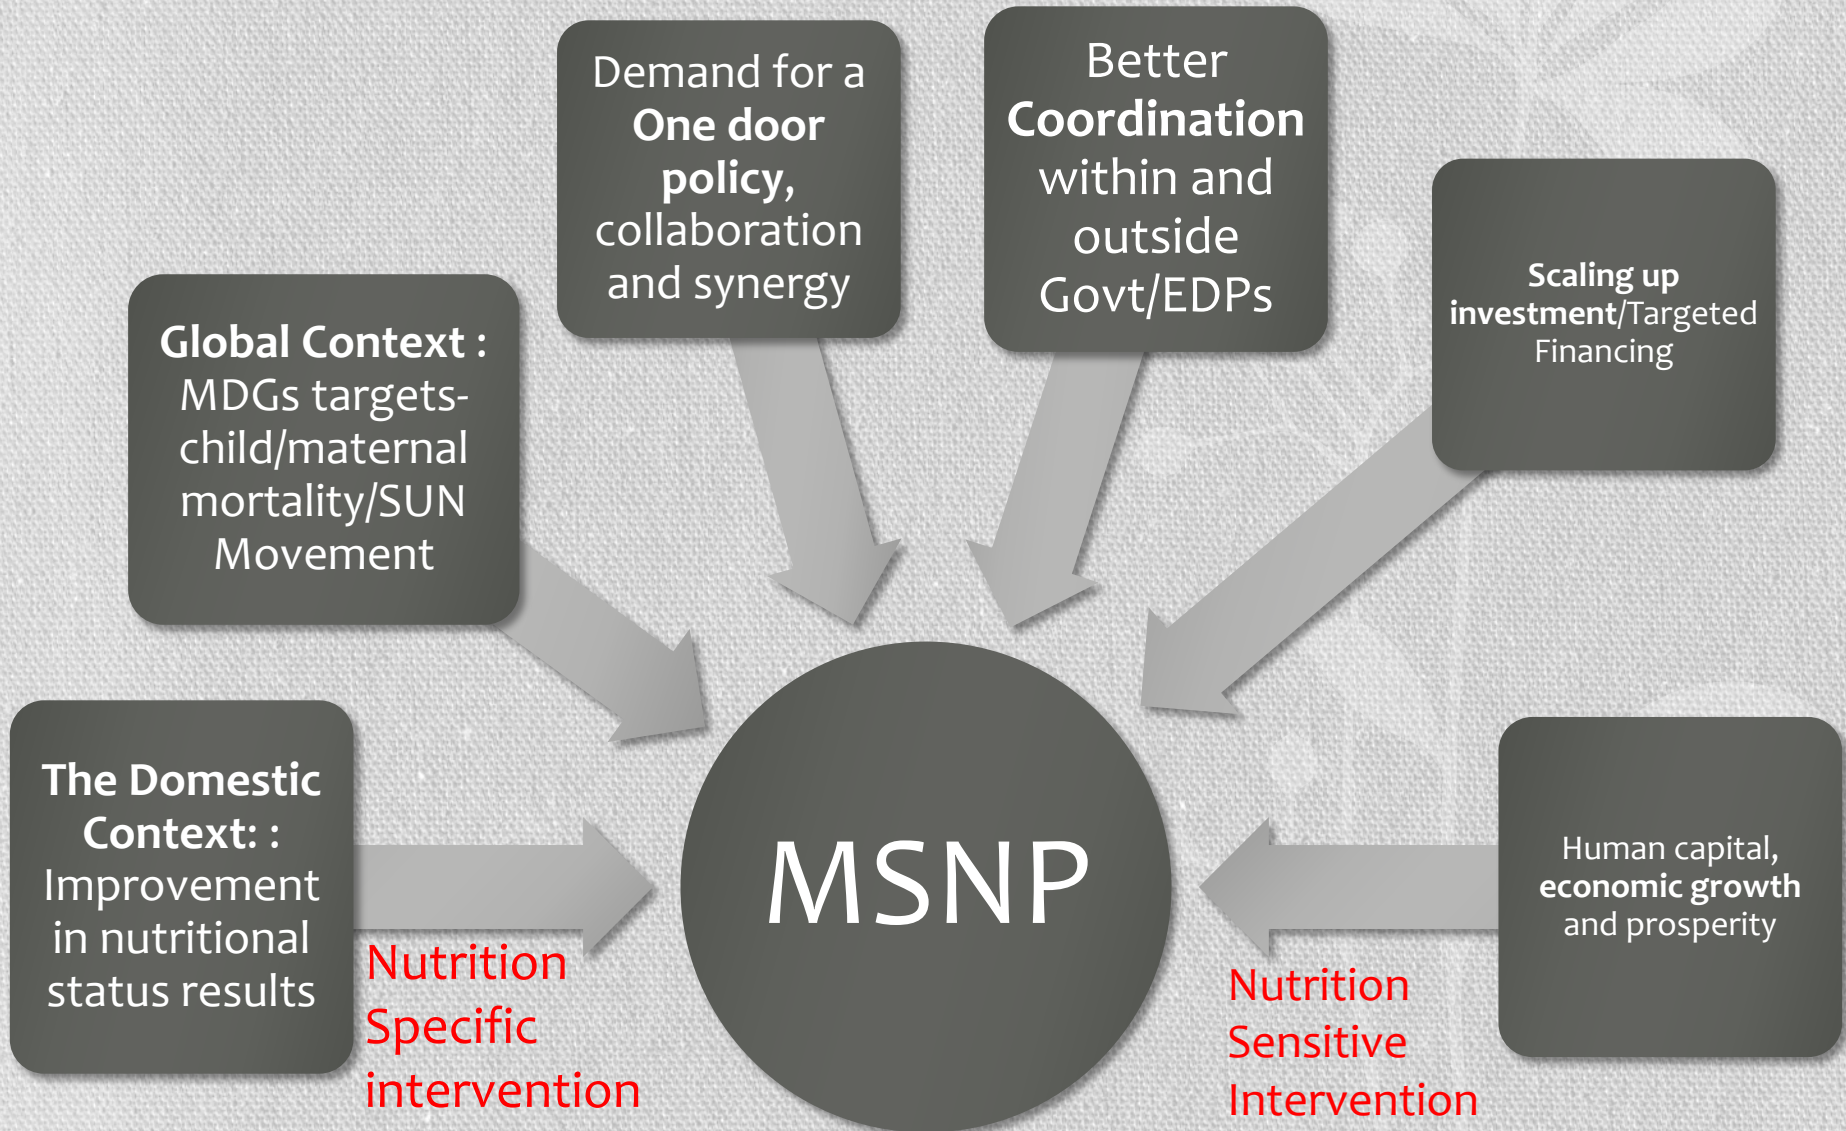 Demand for a
One door
policy,
collaboration
and synergy
Better
Coordination
within and
outside
Govt/EDPs
Scaling up
investment/Targeted
Financing
Global Context :
MDGs targets-
child/maternal
mortality/SUN
Movement
The Domestic
Context: :
Improvement
in nutritional
status results
MSNP
Human capital,
economic growth
and prosperity
Nutrition
Specific
intervention
Nutrition
Sensitive
Intervention